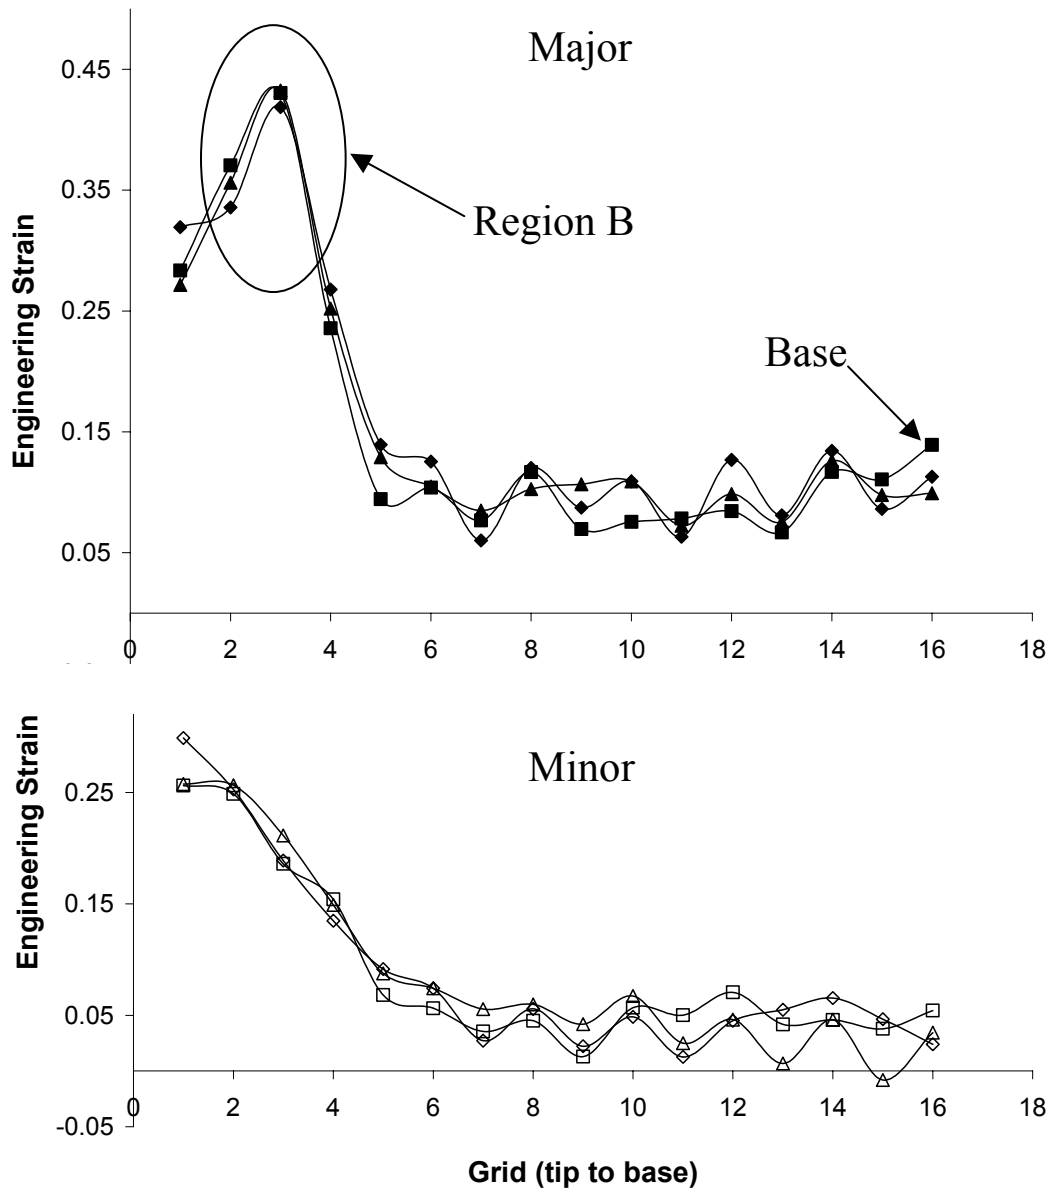 Major
0.45
0.35
Region B
0.25
Base
0.15
0.05
Engineering Strain
0 2 4 6 8 10 12 14 16 18
Minor
0.25
0.15
0.05
-0.05
Engineering Strain
0 2 4 6 8 10 12 14 16 18
Grid (tip to base)